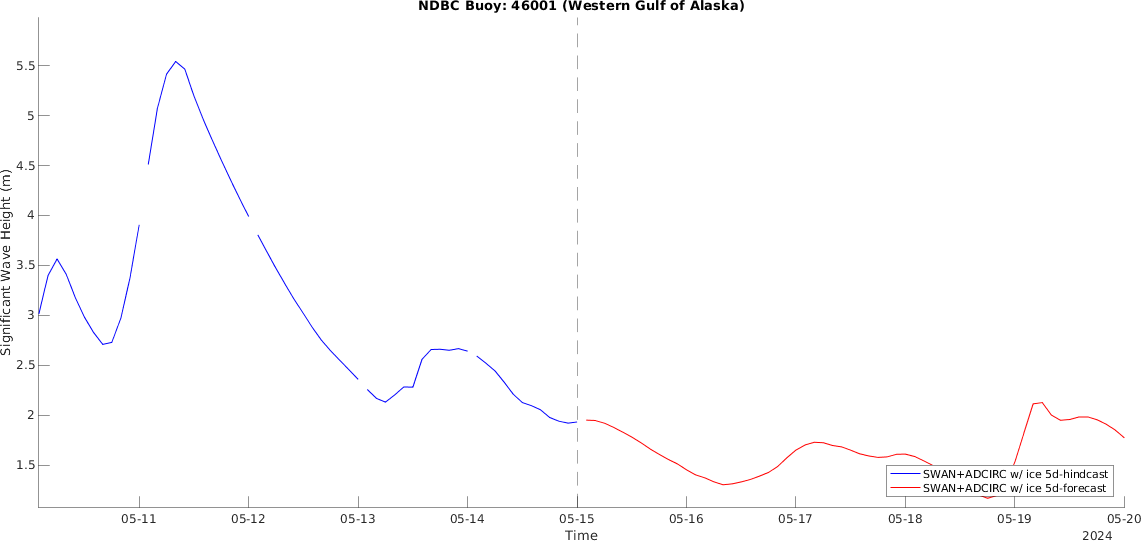 NDBC Buoy: 46001 (Western Gulf of Alaska)
Significant Wave Height (m)
5.5
5
4.5
4
3.5
3
2.5
2
1.5
SWAN+ADCIRC w/ ice 5d-hindcast
SWAN+ADCIRC w/ ice 5d-forecast
05-11 05-12 05-13 05-14 05-15 05-16 05-17 05-18 05-19 05-20
Time
2024